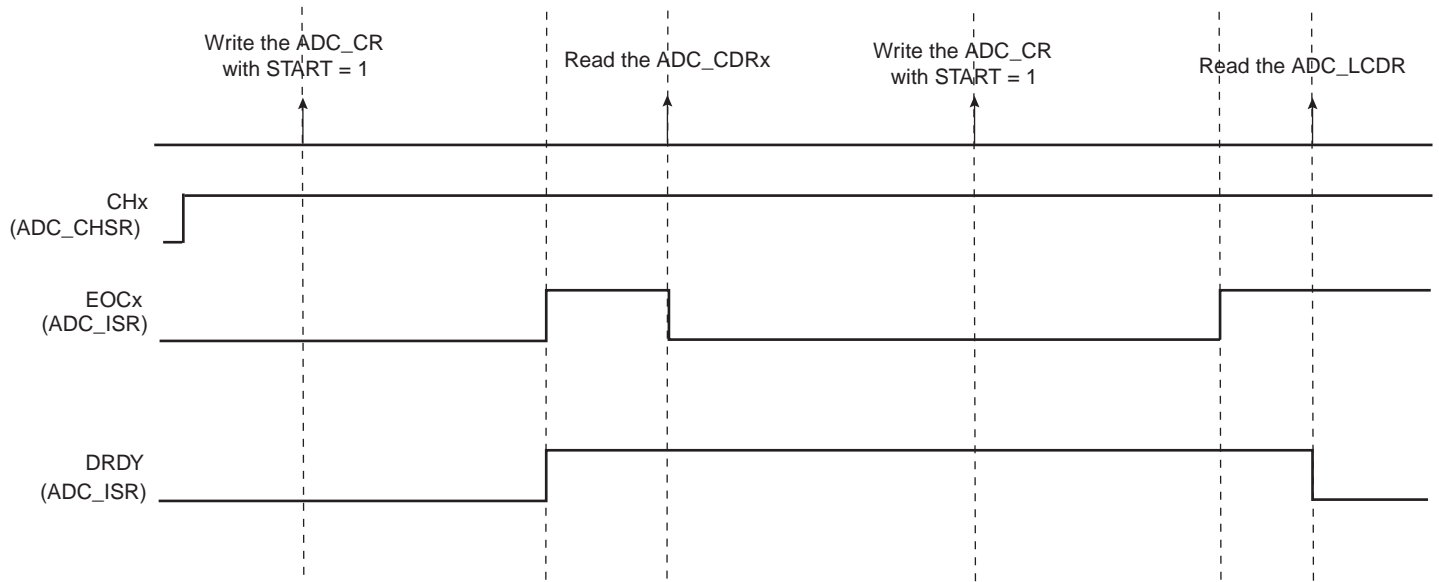 Write the ADC_CR
with START = 1
Read the ADC_CDRx
Write the ADC_CR
with START = 1
Read the ADC_LCDR
CHx
(ADC_CHSR)
EOCx
(ADC_ISR)
DRDY
(ADC_ISR)